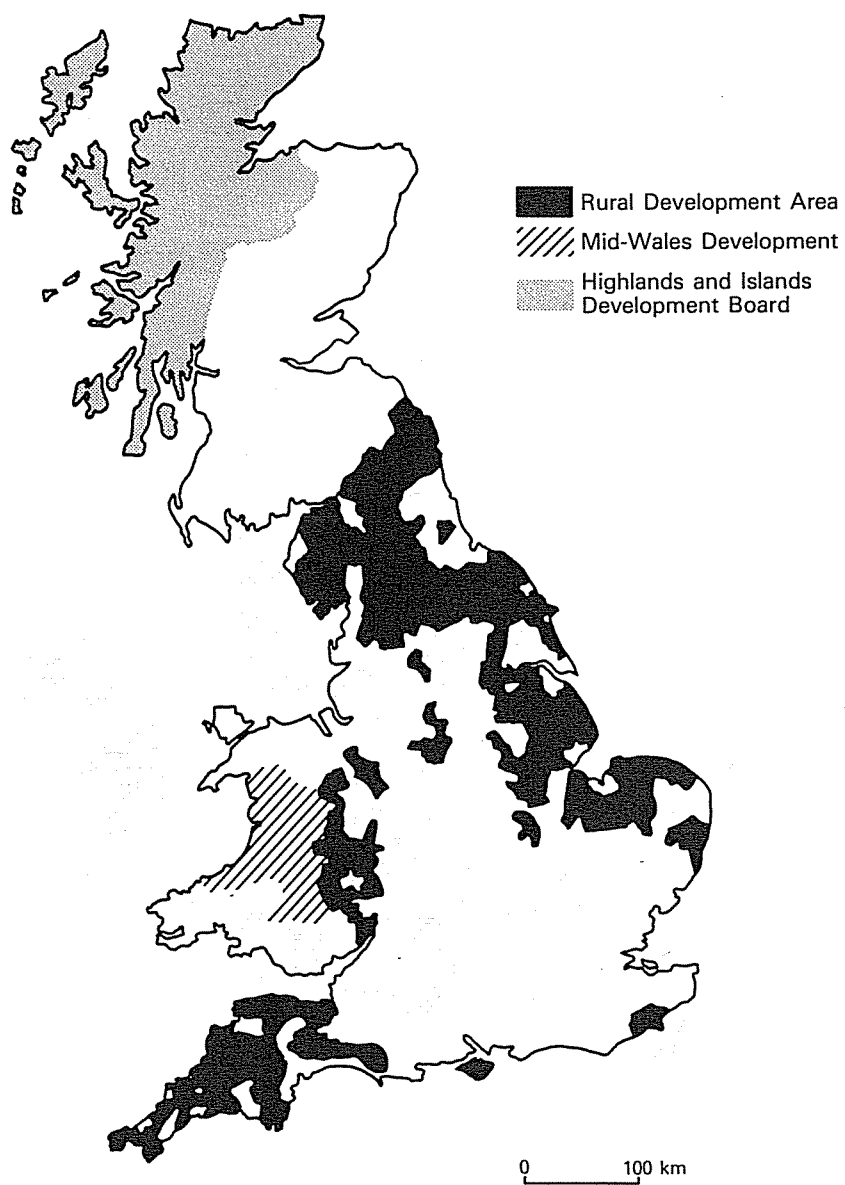 Rural Development Area
Mid-Wales Development
Highlands and Islands
Development Board
0 100 km